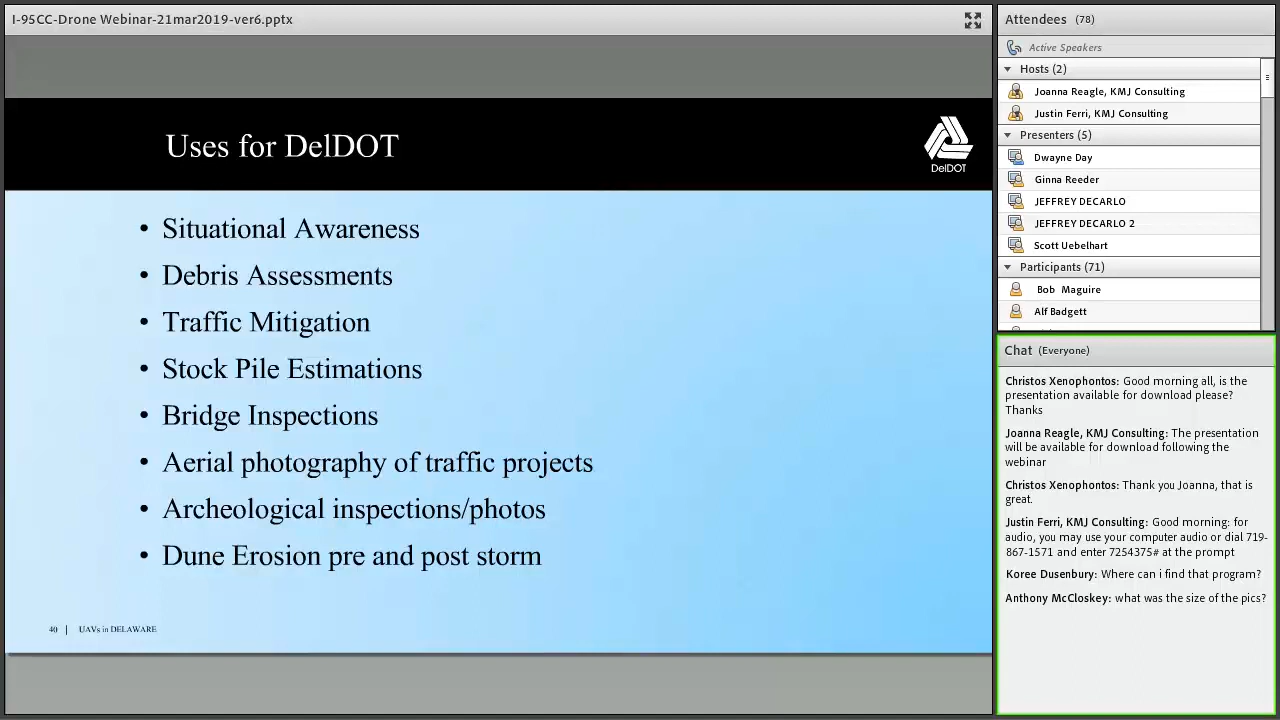 I-95CC-Drone Webinar-21mar2019-ver6.pptx
Uses for DelDOT
DelDOT
• Situational Awareness
• Debris Assessments
• Traffic Mitigation
• Stock Pile Estimations
• Bridge Inspections
• Aerial photography of traffic projects
• Archeological inspections/photos
• Dune Erosion pre and post storm
40 | UAVs in DELAWARE
Attendees (78)
Active Speakers
Hosts (2)
Joanna Reagle, KMJ Consulting
Justin Ferri, KMJ Consulting
Presenters (5)
Dwayne Day
Ginna Reeder
JEFFREY DECARLO
JEFFREY DECARLO 2
Scott Uebelhart
Participants (71)
Bob Maguire
Alf Badgett
Chat (Everyone)
Christos Xenophontos: Good morning all, is the
presentation available for download please?
Thanks
Joanna Reagle, KMJ Consulting: The presentation
will be available for download following the
webinar
Christos Xenophontos: Thank you Joanna, that is
great.
Justin Ferri, KMJ Consulting: Good morning: for
audio, you may use your computer audio or dial 719-
867-1571 and enter 7254375# at the prompt
Koree Dusenbury: Where can i find that program?
Anthony McCloskey: what was the size of the pics?